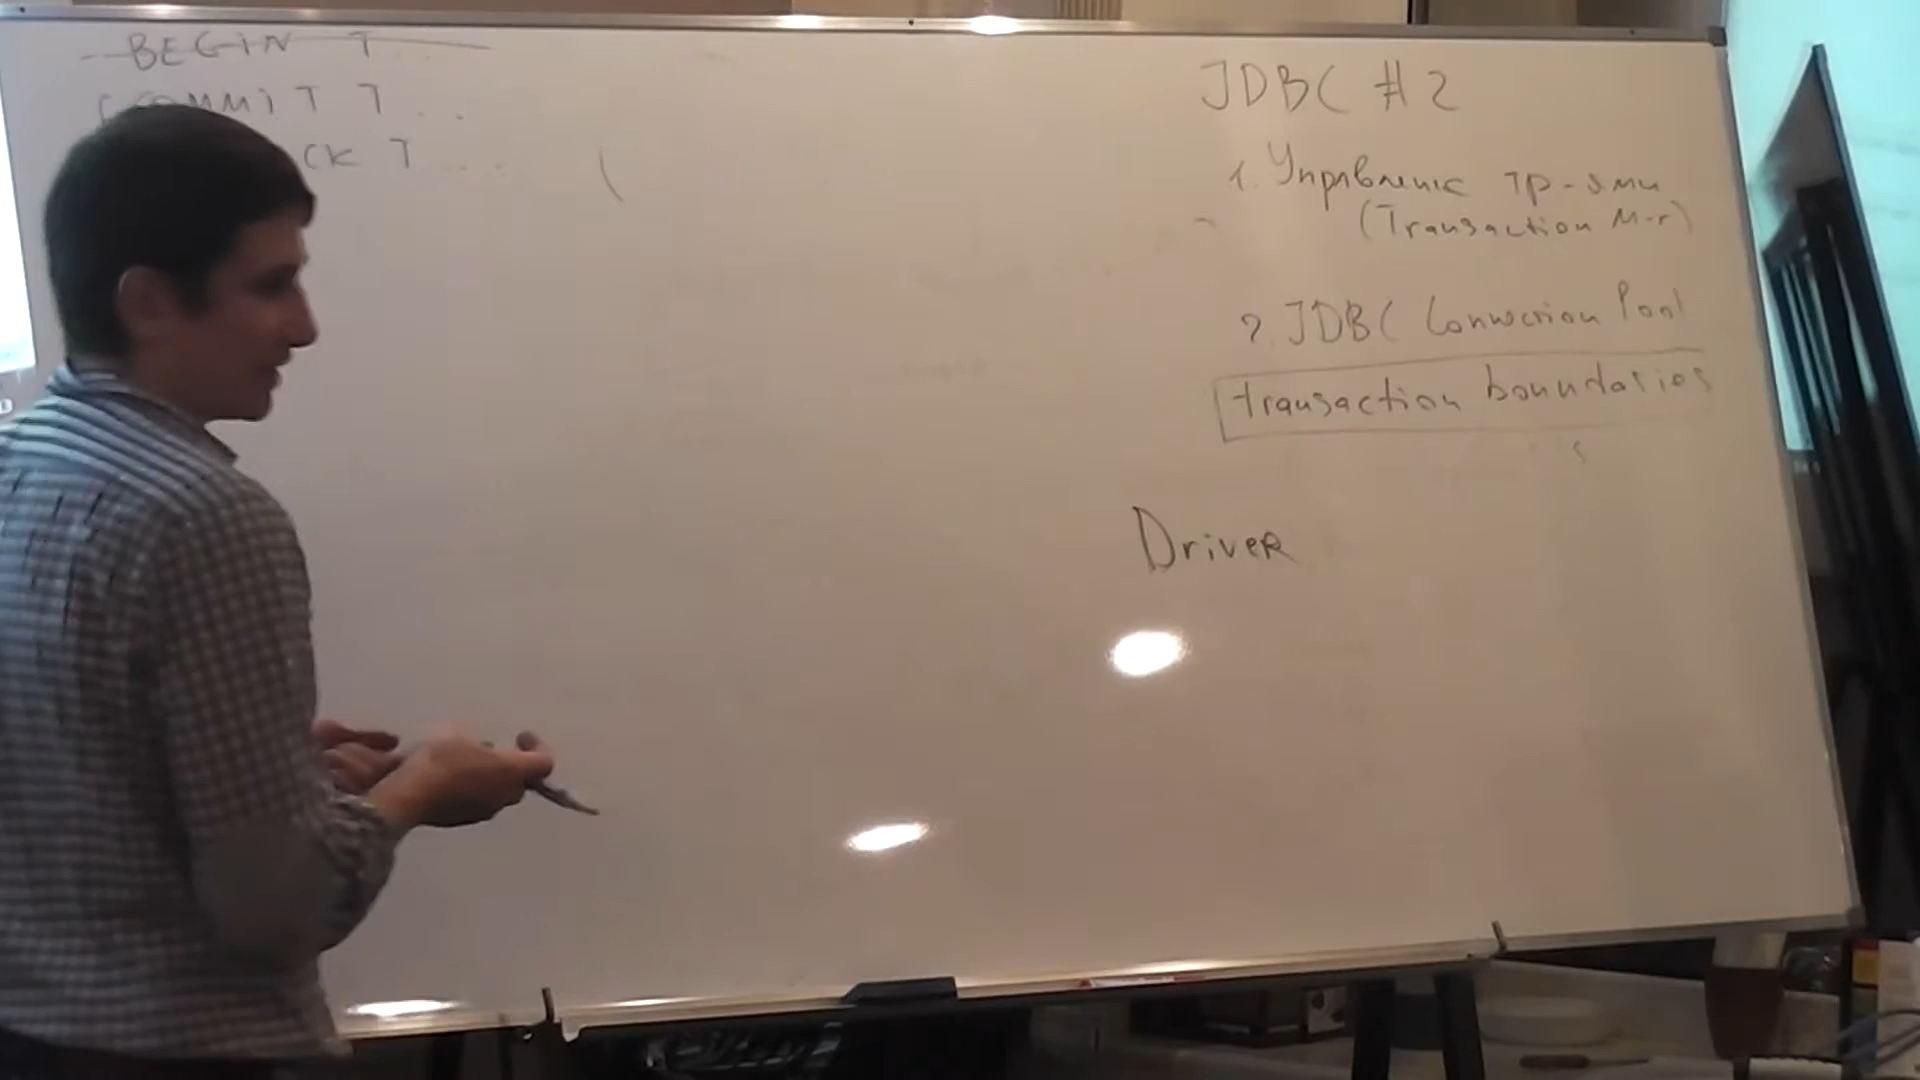 BEGIN T
COMMIT T ...
CK T ....
JDBC #2
1. Управление тр-ями
(Transaction M-r)
2. JDBC Connection Pool
transaction boundaries
Driver